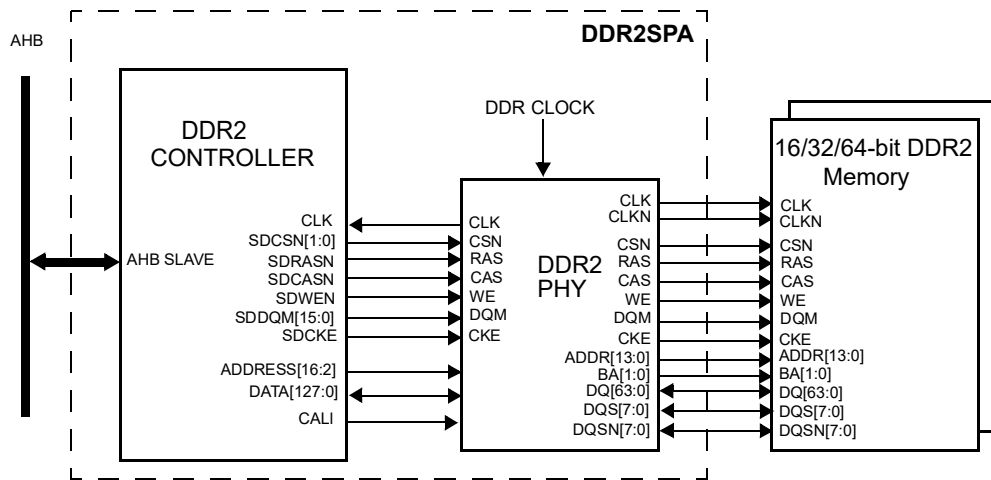 AHB
DDR2SPA
DDR CLOCK
DDR2
CONTROLLER
CLK
SDCSN[1:0]
AHB SLAVE
SDRASN
SDCASN
SDWEN
SDDQM[15:0]
SDCKE
ADDRESS[16:2]
DATA[127:0]
CALI
CLK
CSN
RAS
CAS
WE
DQM
CKE
DDR2
PHY
CLK
CLKN
CSN
RAS
CAS
WE
DQM
CKE
ADDR[13:0]
BA[1:0]
DQ[63:0]
DQS[7:0]
DQSN[7:0]
16/32/64-bit DDR2
Memory
CLK
CLKN
CSN
RAS
CAS
WE
DQM
CKE
ADDR[13:0]
BA[1:0]
DQ[63:0]
DQS[7:0]
DQSN[7:0]